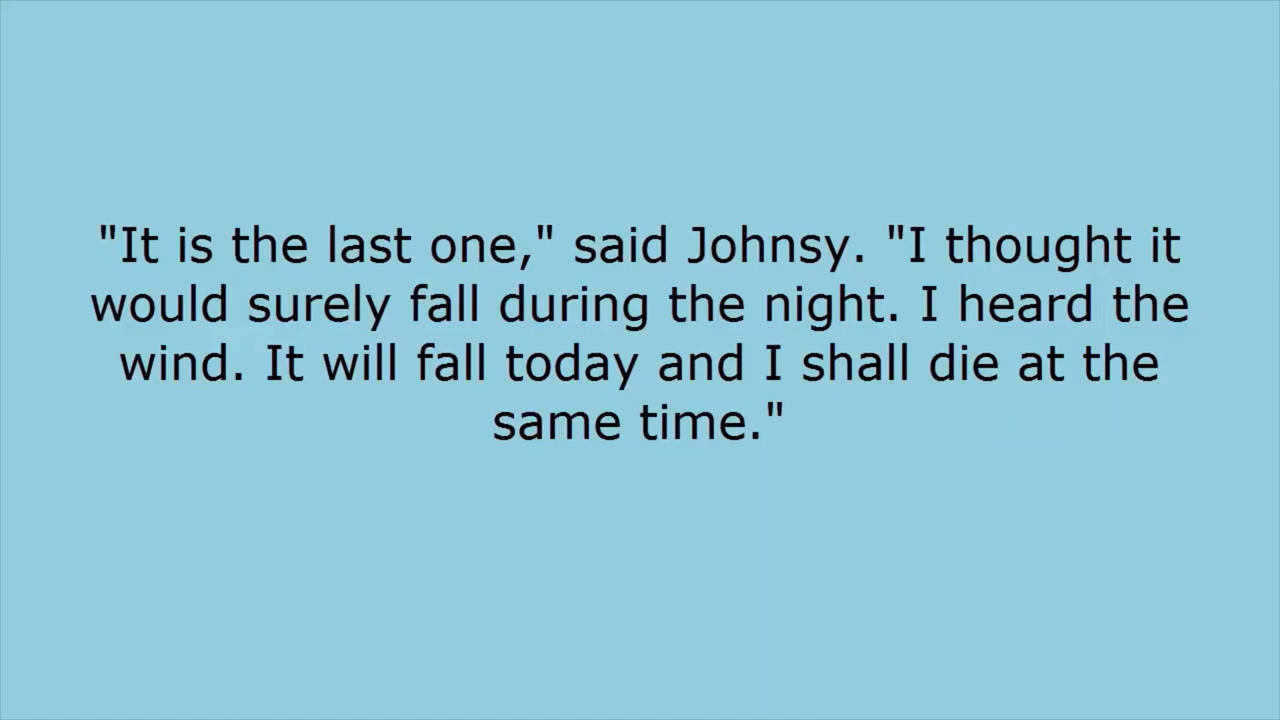 "It is the last one," said Johnsy. "I thought it
would surely fall during the night. I heard the
wind. It will fall today and I shall die at the
same time."